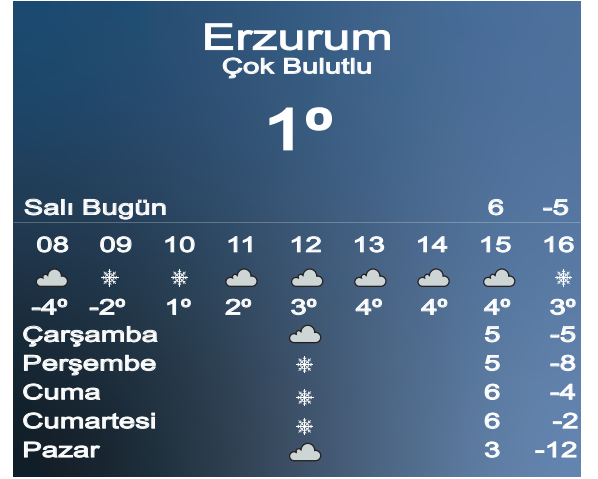 Erzurum
Çok Bulutlu
1º
Salı Bugün 6 -5
08 09 10 11 12 13 14 15 16
-4º -2º 1º 2º 3º 4º 4º 4º 3º
Çarşamba 5 -5
Perşembe 5 -8
Cuma 6 -4
Cumartesi 6 -2
Pazar 3 -12